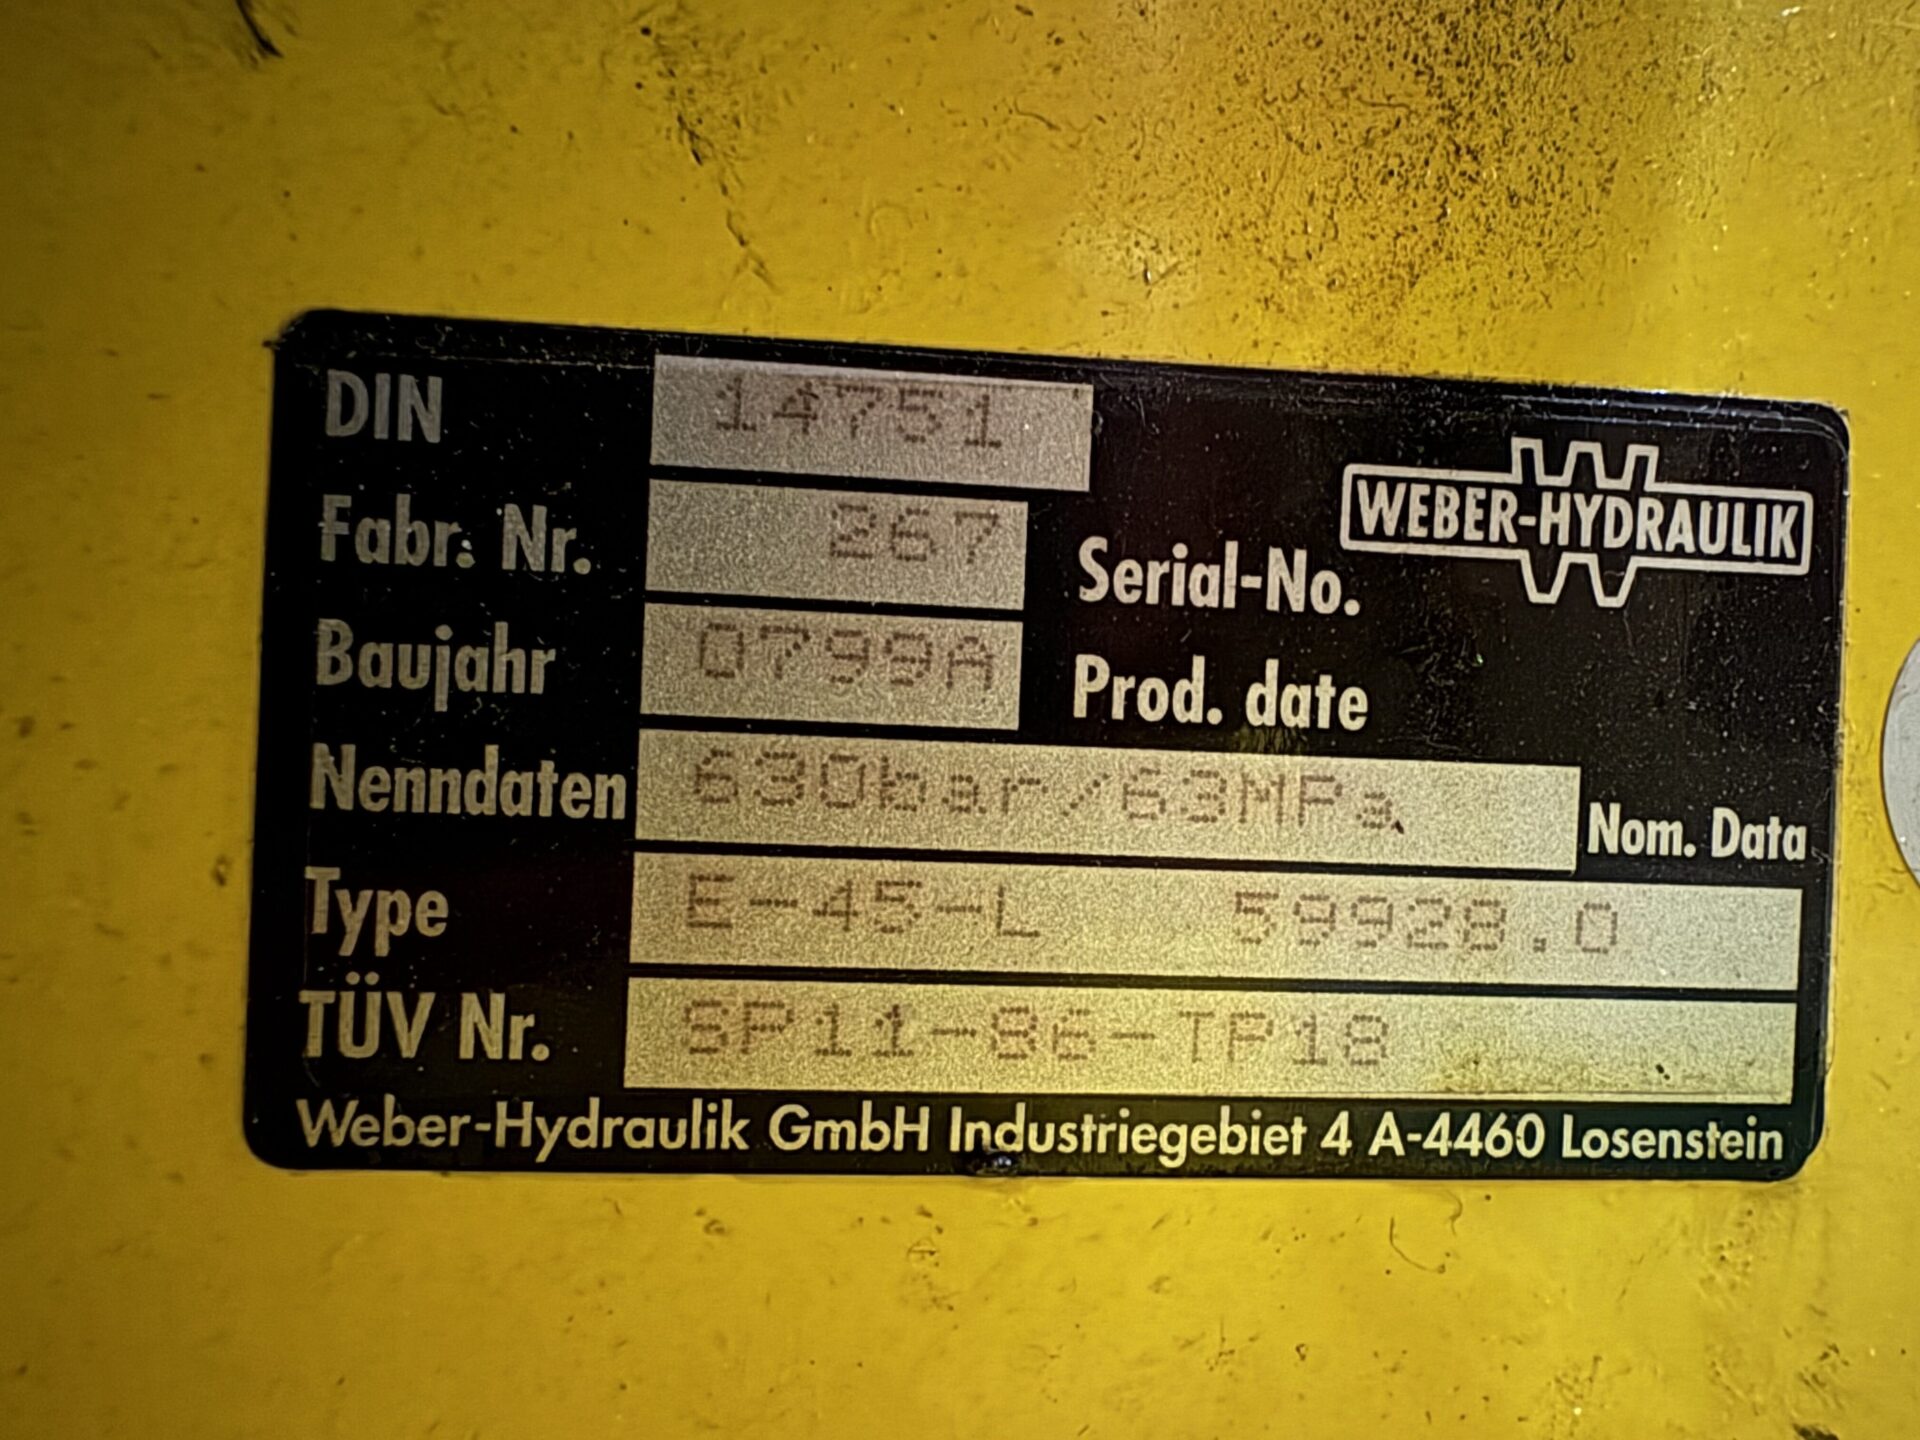 DIN 14751
WEBER-HYDRAULIK
Fabr. Nr. 267 Serial-No.
Baujahr 0799A Prod. date
Nenndaten 630bar/63MPa Nom. Data
Type E-45-L 59928.0
TÜV Nr. SP11-86-TP18
Weber-Hydraulik GmbH Industriegebiet 4 A-4460 Losenstein